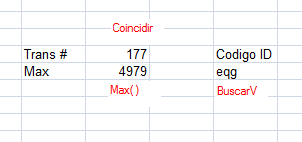 Coincidir
Trans # 177 Codigo ID
Max 4979 eqg
Max( ) BuscarV